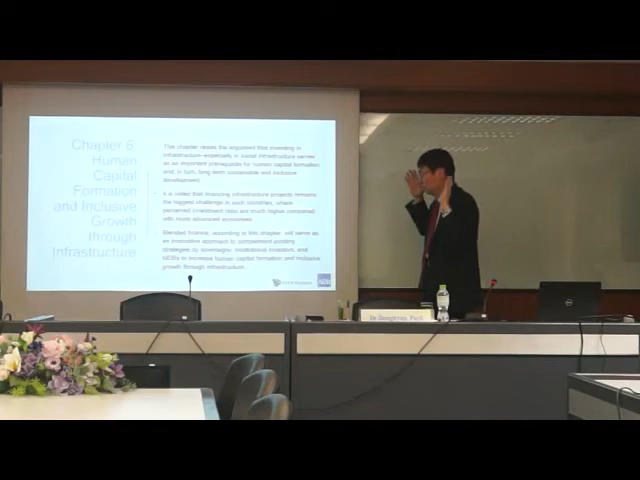 Chapter 6:
Human
Capital
Formation
and Inclusive
Growth
through
Infrastructure
This chapter raises the argument that investing in
infrastructure–especially in social infrastructure serves
as an important prerequisite for human capital formation
and, in turn, long term sustainable and inclusive
development.
It is noted that financing infrastructure projects remains
the biggest challenge in such countries, where
perceived investment risks are much higher compared
with more advanced economies.
Blended finance, according to this chapter, will serve as
an innovative approach to complement existing
strategies by sovereigns, institutional investors, and
to increase human capital formation and inclusive
growth through infrastructure.
ADB
Dr. Park
DELL